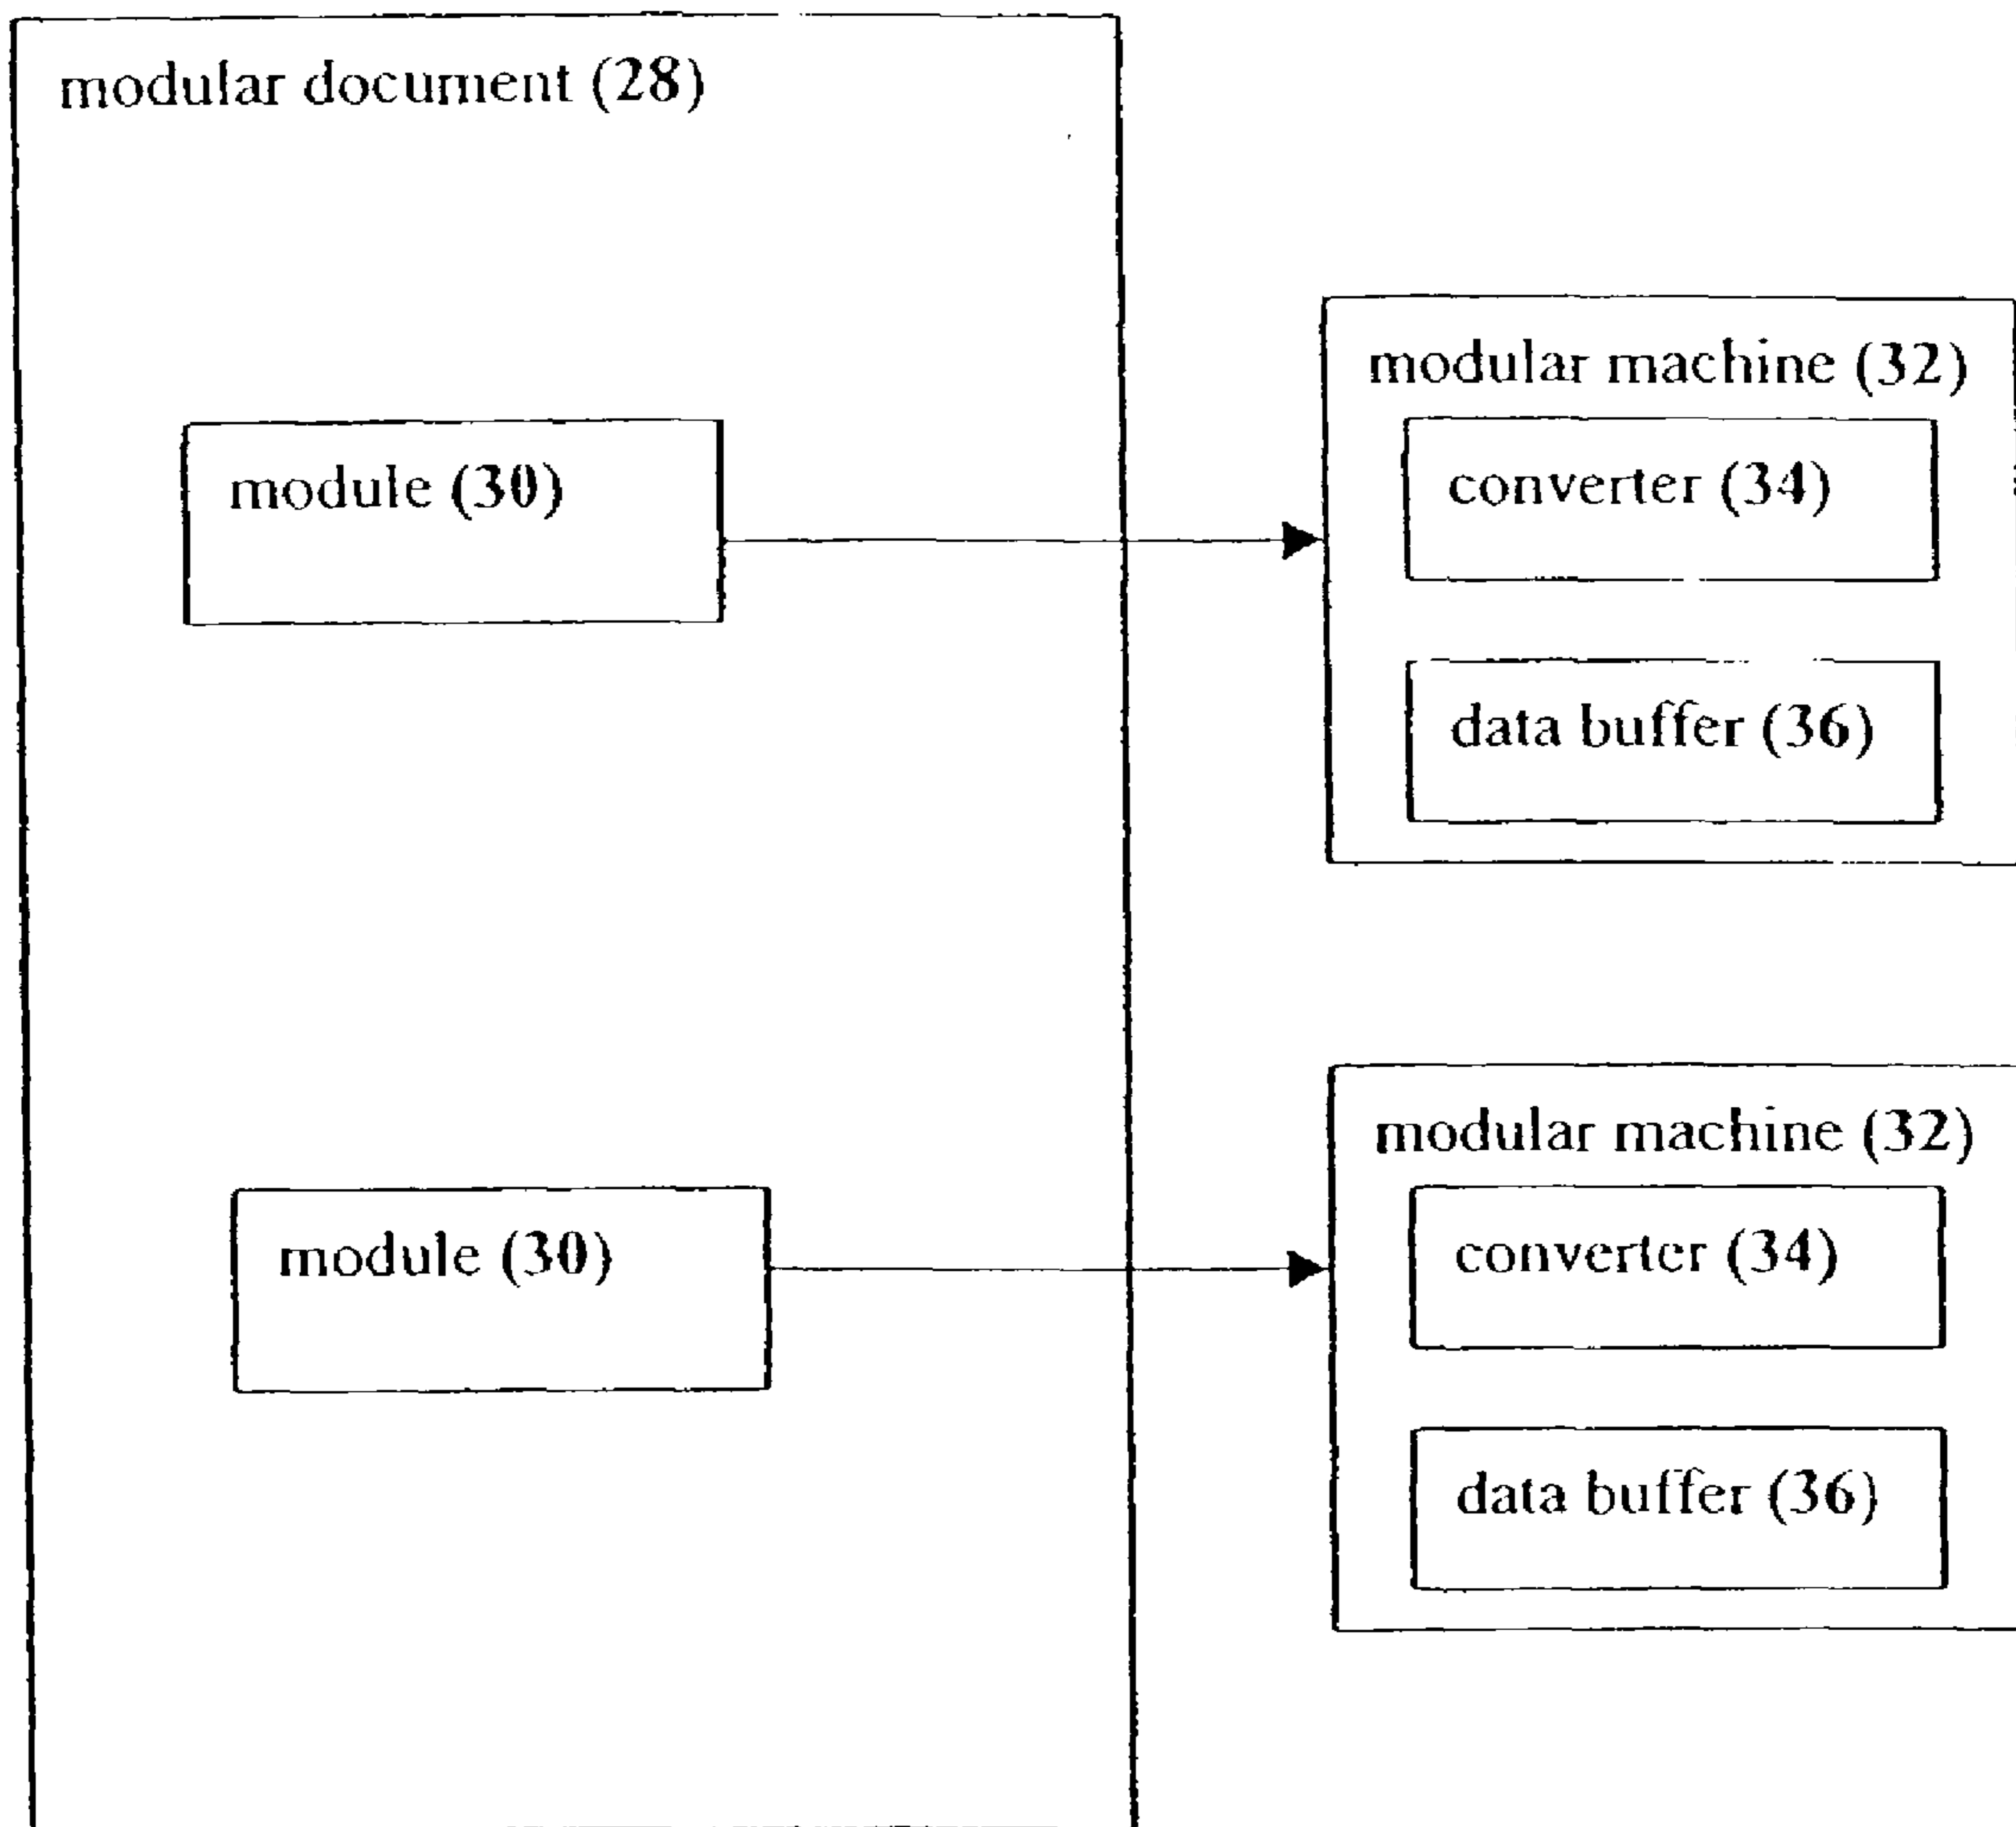 modular document (28)
modular machine (32)
module (30)
converter (34)
data buffer (36)
modular machine (32)
module (30)
converter (34)
data buffer (36)